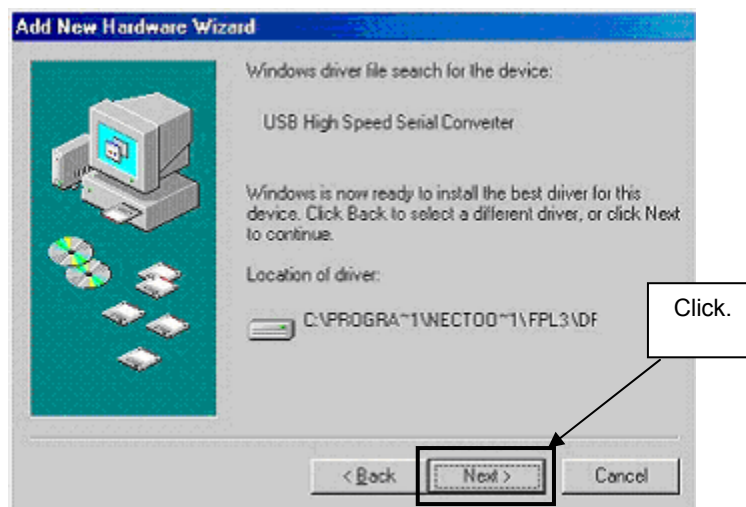 Add New Hardware Wizard
Windows driver file search for the device:
USB High Speed Serial Converter
Windows is now ready to install the best driver for this
device. Click Back to select a different driver, or click Next
to continue.
Location of driver:
C:\PROGRA~1\NECTOO~1\FPL3\DF
Click.
< Back
Next >
Cancel